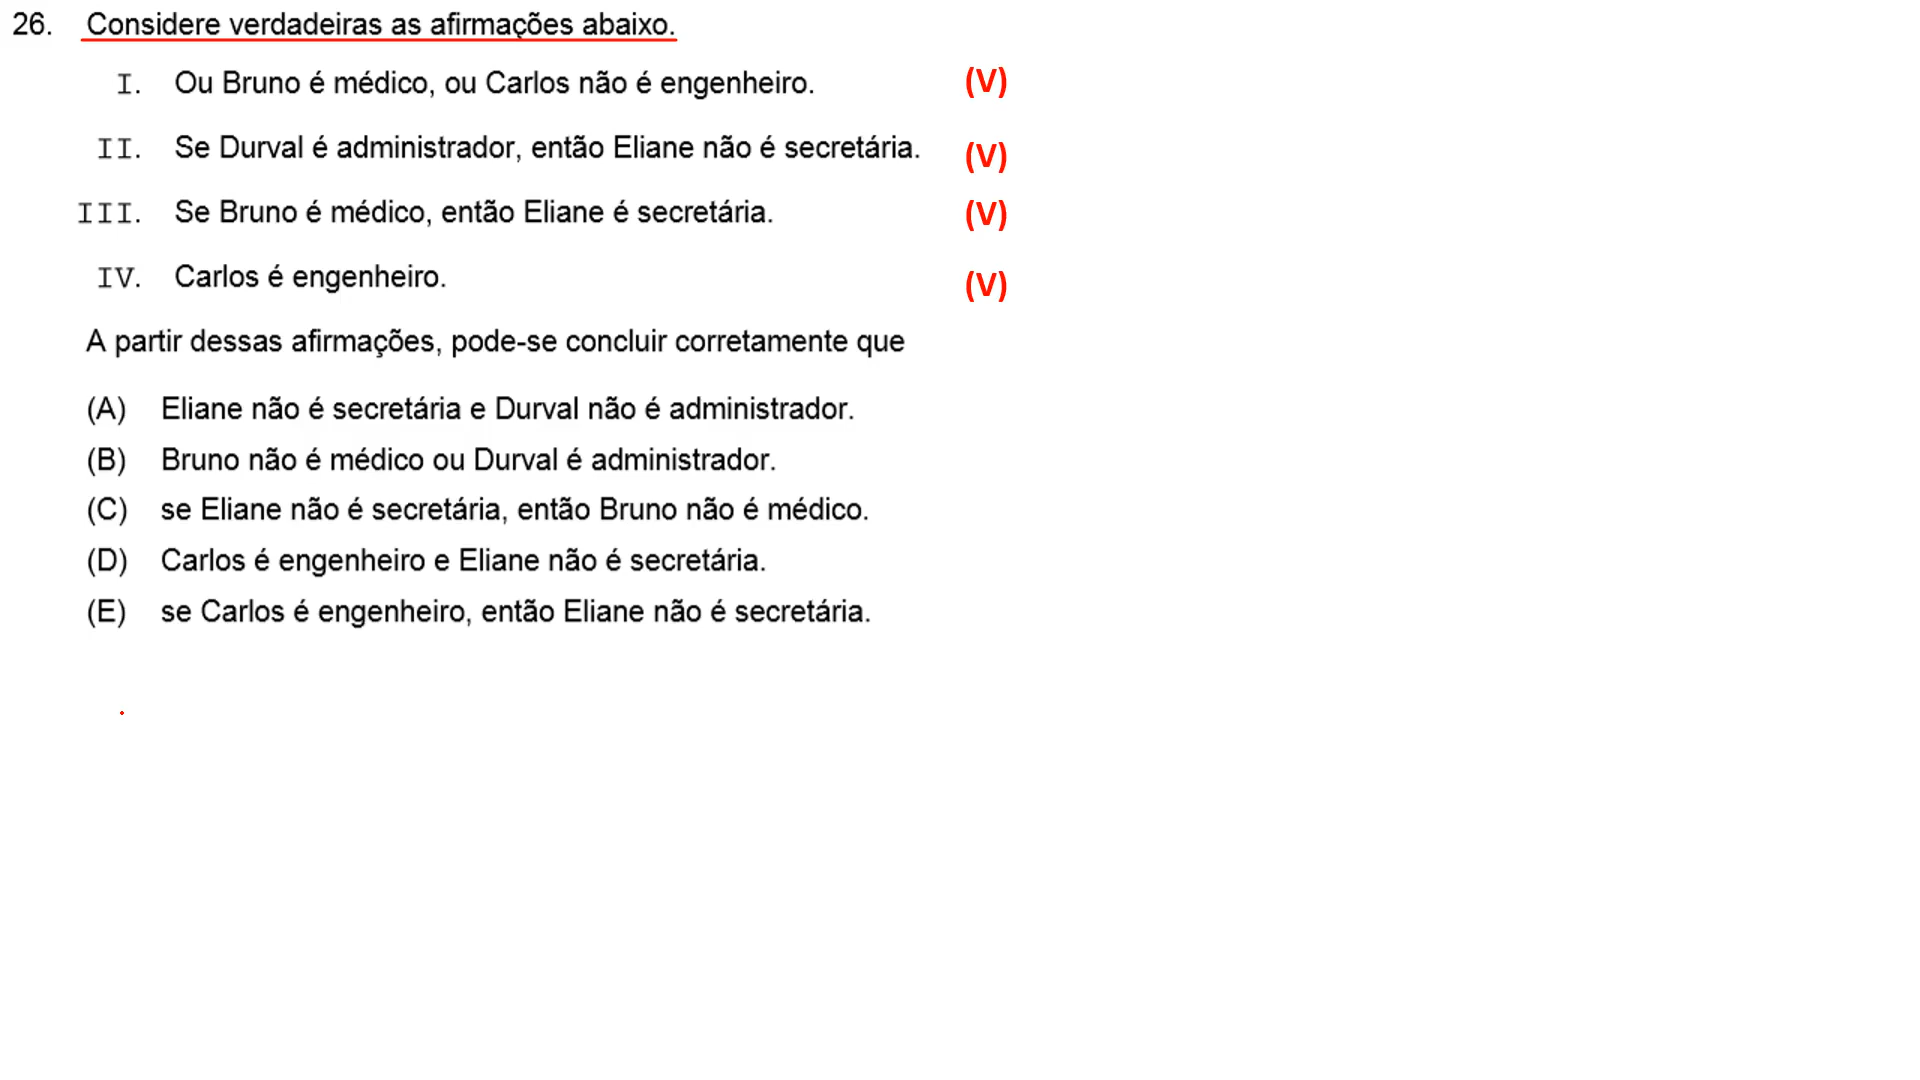 26. Considere verdadeiras as afirmações abaixo.
I. Ou Bruno é médico, ou Carlos não é engenheiro. (V)
II. Se Durval é administrador, então Eliane não é secretária. (V)
III. Se Bruno é médico, então Eliane é secretária. (V)
IV. Carlos é engenheiro. (V)
A partir dessas afirmações, pode-se concluir corretamente que
(A) Eliane não é secretária e Durval não é administrador.
(B) Bruno não é médico ou Durval é administrador.
(C) se Eliane não é secretária, então Bruno não é médico.
(D) Carlos é engenheiro e Eliane não é secretária.
(E) se Carlos é engenheiro, então Eliane não é secretária.